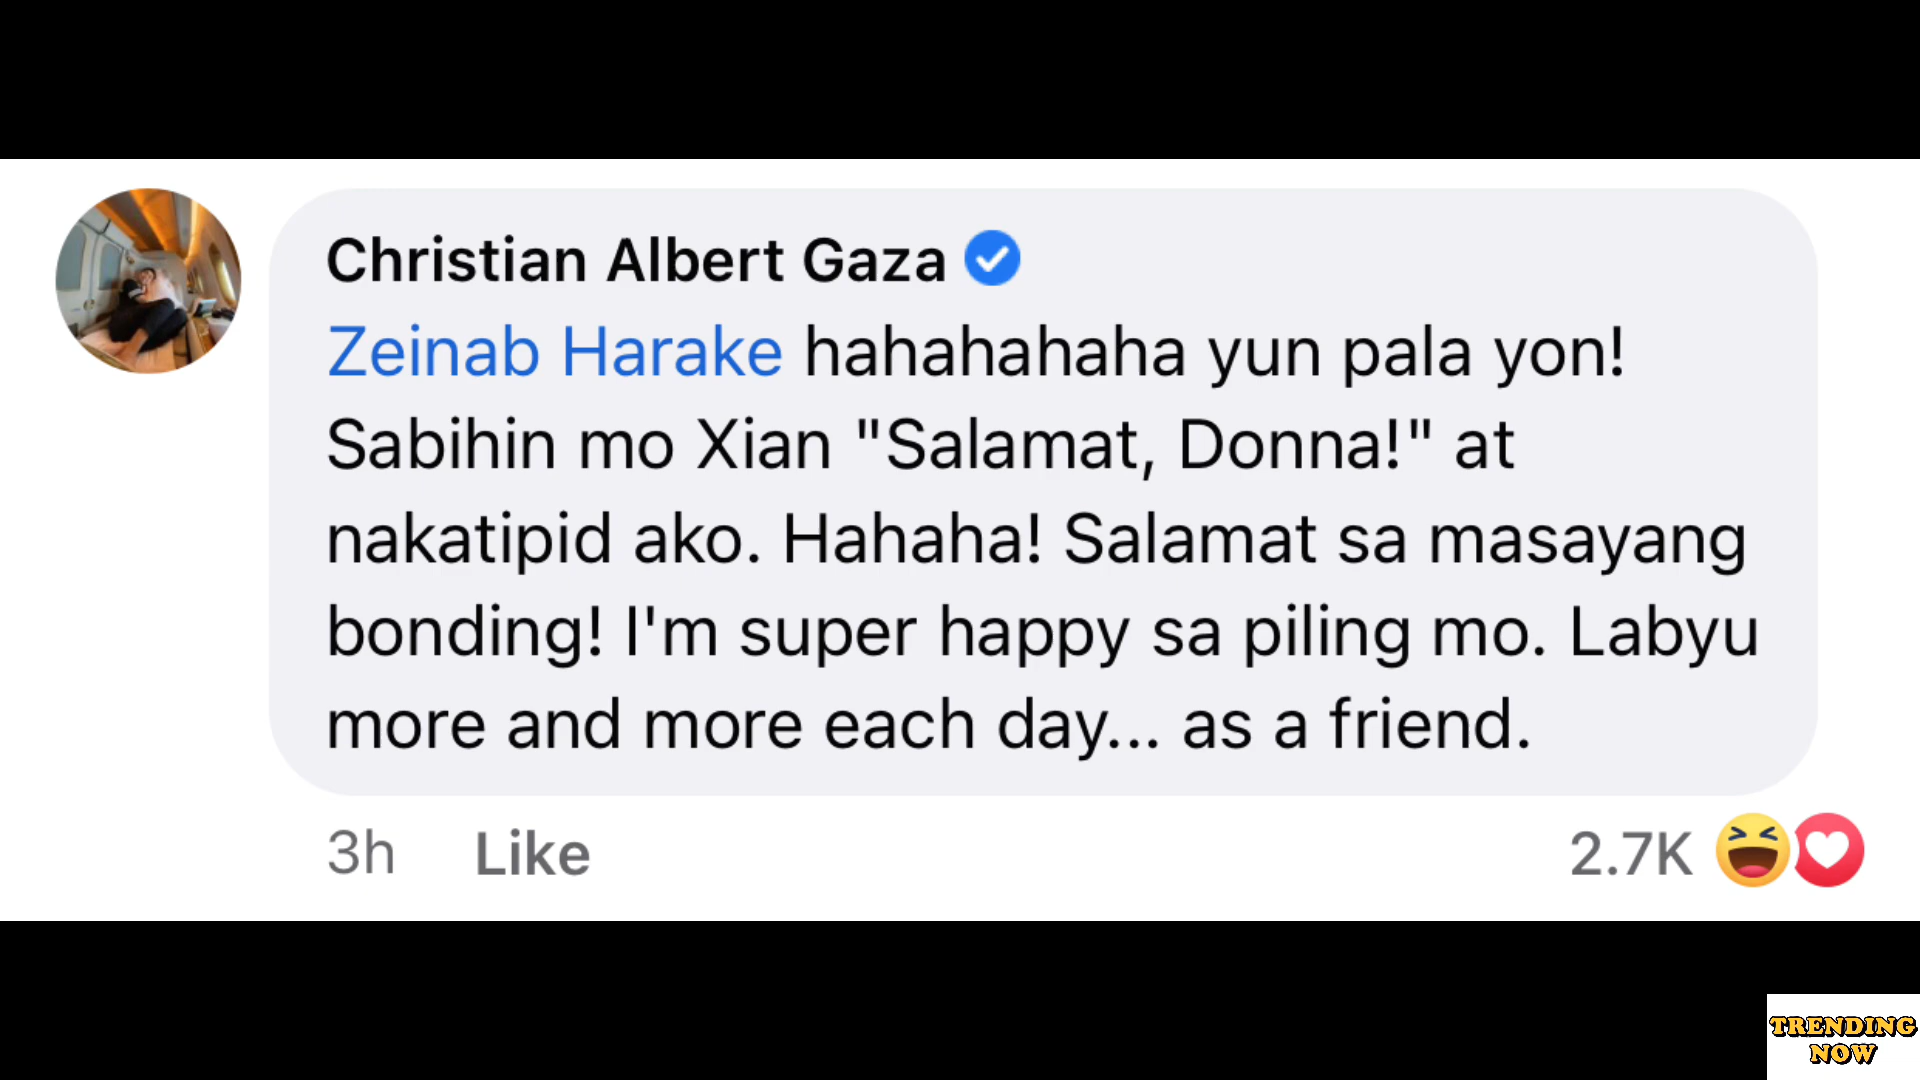 Christian Albert Gaza
Zeinab Harake hahahahaha yun pala yon!
Sabihin mo Xian "Salamat, Donna!" at
nakatipid ako. Hahaha! Salamat sa masayang
bonding! I'm super happy sa piling mo. Labyu
more and more each day... as a friend.
3h Like 2.7K
TRENDING
NOW